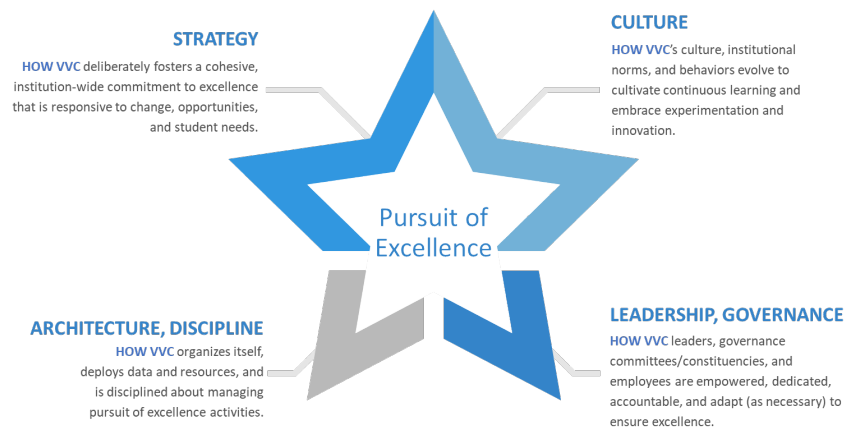 STRATEGY
HOW VVC deliberately fosters a cohesive,
institution-wide commitment to excellence
that is responsive to change, opportunities,
and student needs.
CULTURE
HOW VVC's culture, institutional
norms, and behaviors evolve to
cultivate continuous learning and
embrace experimentation and
innovation.
Pursuit of
Excellence
ARCHITECTURE, DISCIPLINE
HOW VVC organizes itself,
deploys data and resources, and
is disciplined about managing
pursuit of excellence activities.
LEADERSHIP, GOVERNANCE
HOW VVC leaders, governance
committees/constituencies, and
employees are empowered, dedicated,
accountable, and adapt (as necessary) to
ensure excellence.